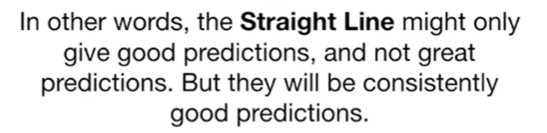 In other words, the Straight Line might only
give good predictions, and not great
predictions. But they will be consistently
good predictions.